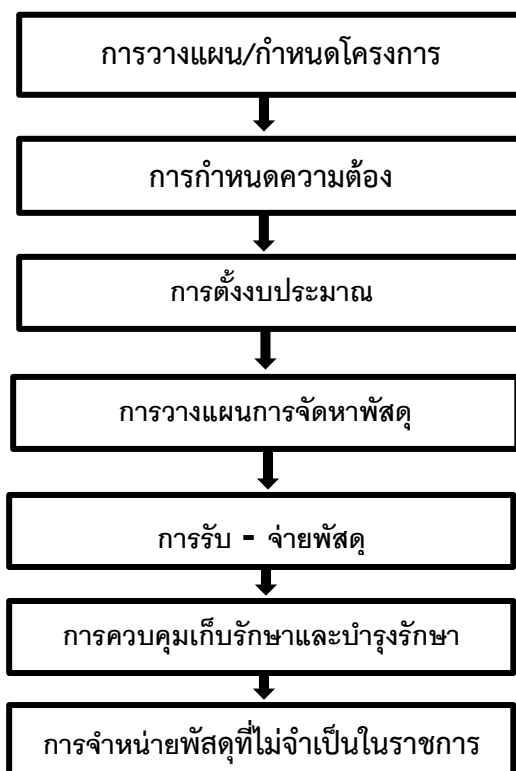 การวางแผน/กำหนดโครงการ
การกำหนดความต้อง
การตั้งงบประมาณ
การวางแผนการจัดหาพัสดุ
การรับ - จ่ายพัสดุ
การควบคุมเก็บรักษาและบำรุงรักษา
การจำหน่ายพัสดุที่ไม่จำเป็นในราชการ